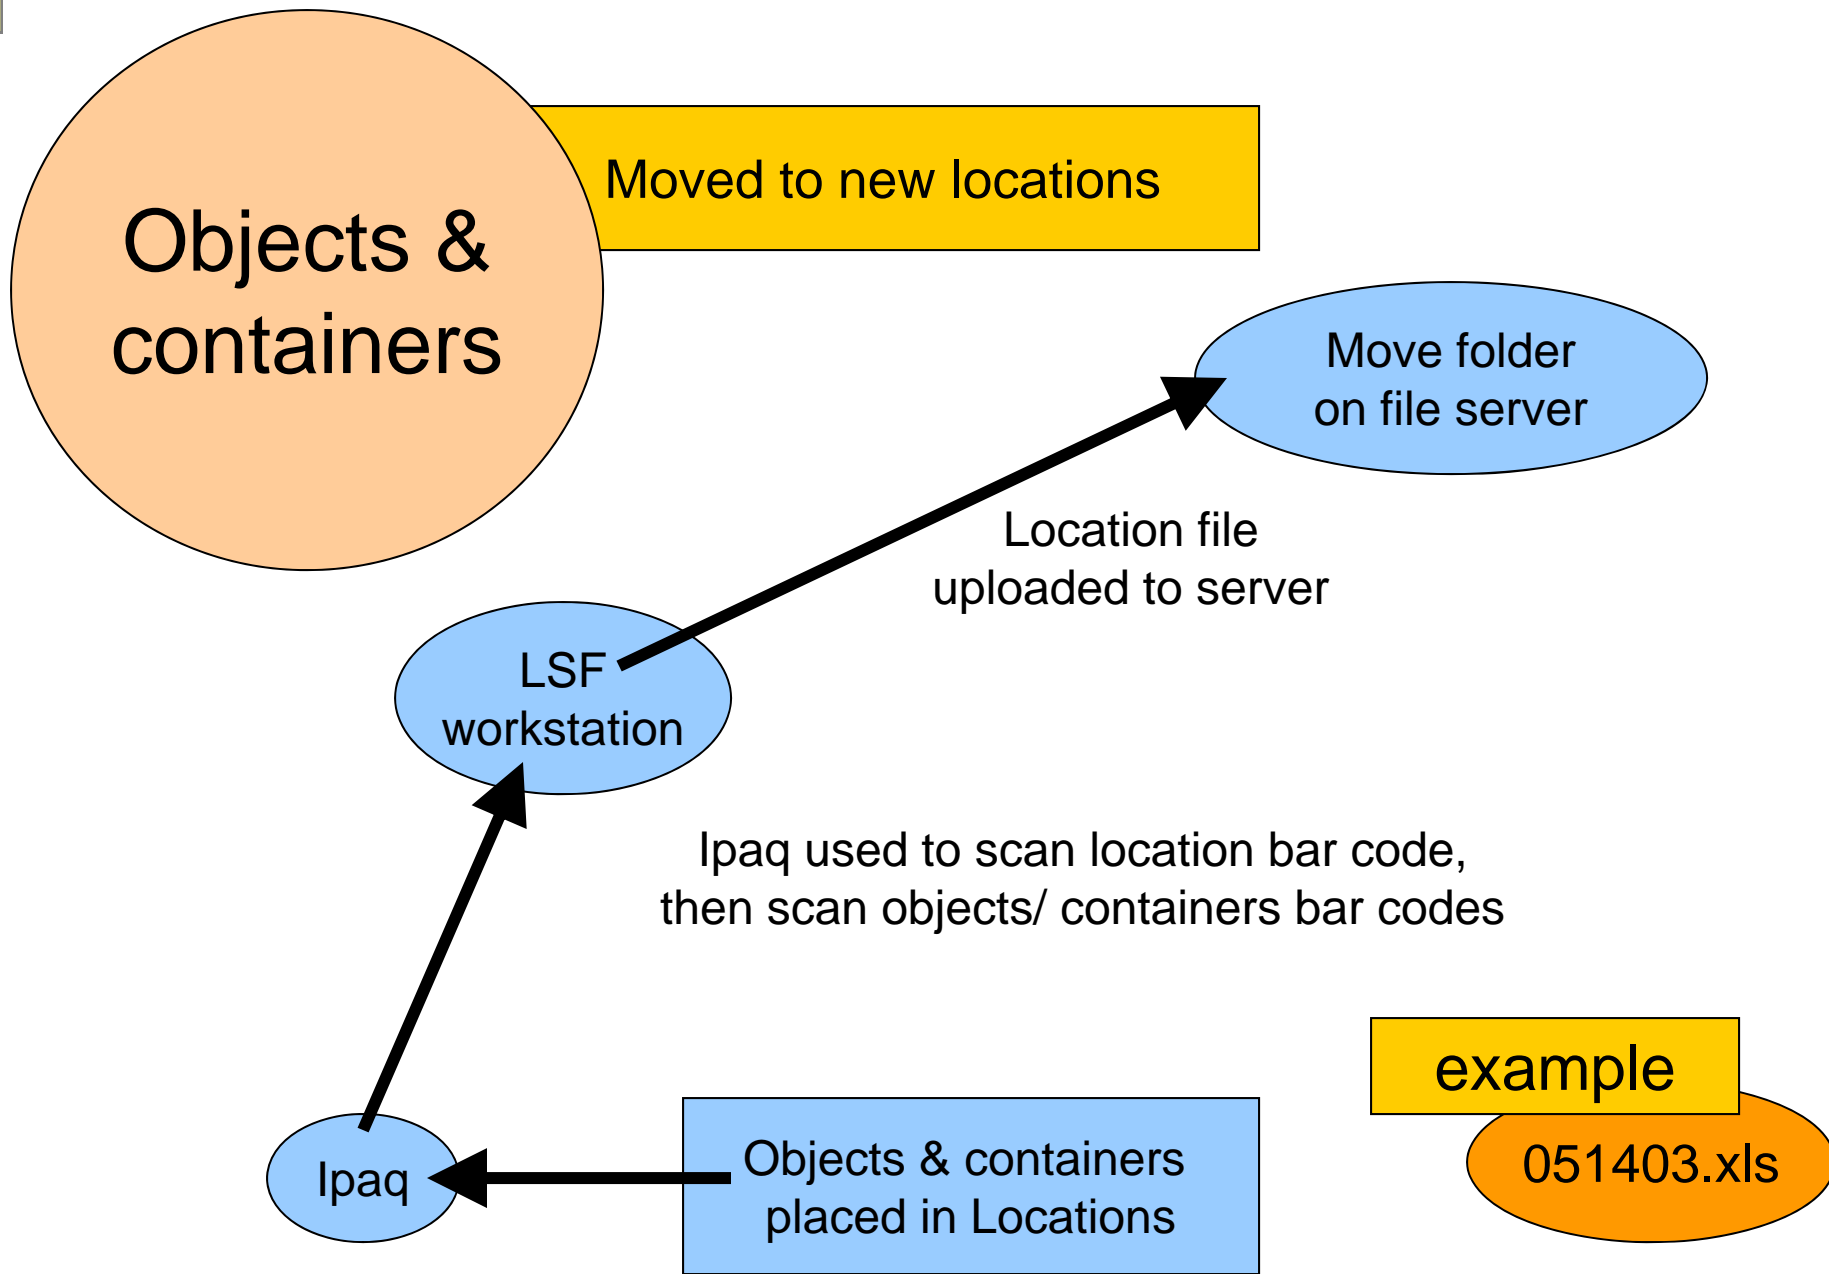 Objects &
containers
Moved to new locations
Move folder
on file server
Location file
uploaded to server
LSF
workstation
Ipaq used to scan location bar code,
then scan objects/ containers bar codes
Ipaq
Objects & containers
placed in Locations
example
051403.xls